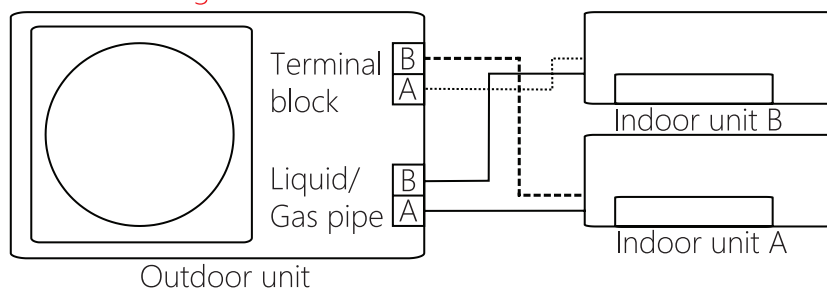 Terminal
block
B
A
Liquid/
Gas pipe
B
A
Outdoor unit
Indoor unit B
Indoor unit A